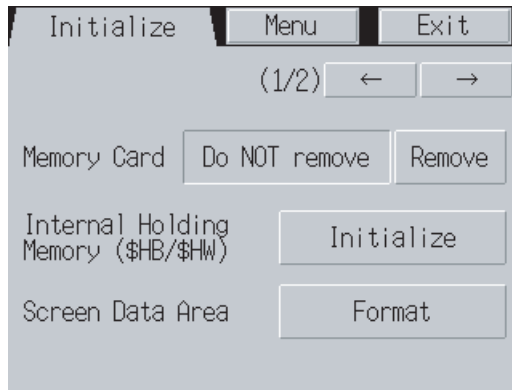 Initialize Menu Exit
(1/2) ← →
Memory Card Do NOT remove Remove
Internal Holding
Memory ($HB/$HW) Initialize
Screen Data Area Format